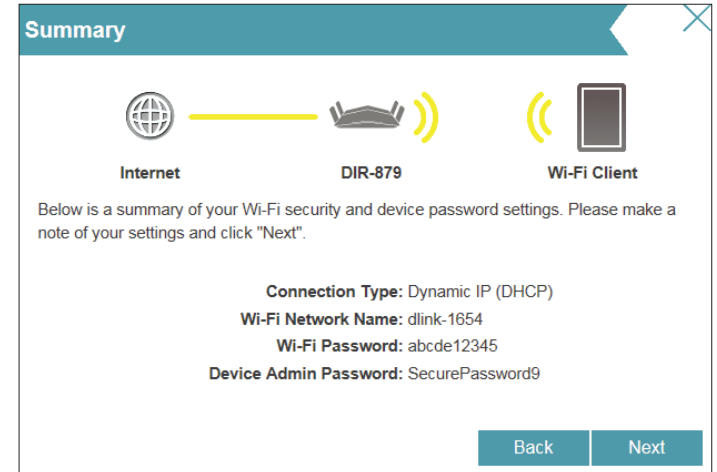 Summary
Internet
DIR-879
Wi-Fi Client
Below is a summary of your Wi-Fi security and device password settings. Please make a
note of your settings and click "Next".
Connection Type: Dynamic IP (DHCP)
Wi-Fi Network Name: dlink-1654
Wi-Fi Password: abcde12345
Device Admin Password: SecurePassword9
Back
Next